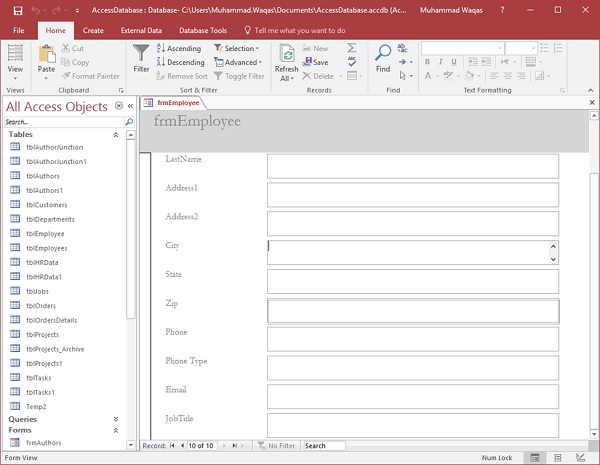 AccessDatabase : Database- C:\Users\Muhammad.Waqas\Documents\AccessDatabase.accdb (Ac... Muhammad Waqas
File Home Create External Data Database Tools Tell me what you want to do
View Paste Cut Copy Format Painter Filter Ascending Descending Remove Sort Selection Advanced Toggle Filter Refresh All New Save Delete Find
Views Clipboard Sort & Filter Records Find Text Formatting
All Access Objects
Search...
Tables
tblAuthorJunction
tblAuthorJunction1
tblAuthors
tblAuthors1
tblCustomers
tblDepartments
tblEmployee
tblEmployees
tblHRData
tblHRData1
tblJobs
tblOrders
tblOrdersDetails
tblProjects
tblProjects_Archive
tblProjects1
tblTasks
tblTasks1
Temp2
Queries
Forms
frmAuthors
frmEmployee
frmEmployee
LastName
Address1
Address2
City
State
Zip
Phone
Phone Type
Email
JobTitle
Record: 10 of 10 No Filter Search
Form View Num Lock